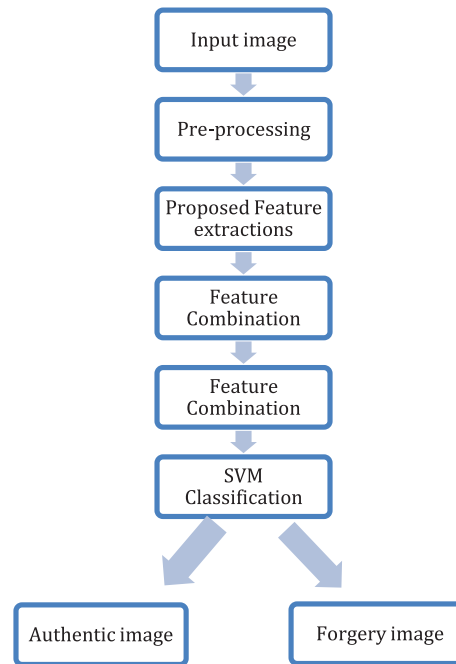 Input image
Pre-processing
Proposed Feature
extractions
Feature
Combination
Feature
Combination
SVM
Classification
Authentic image
Forgery image